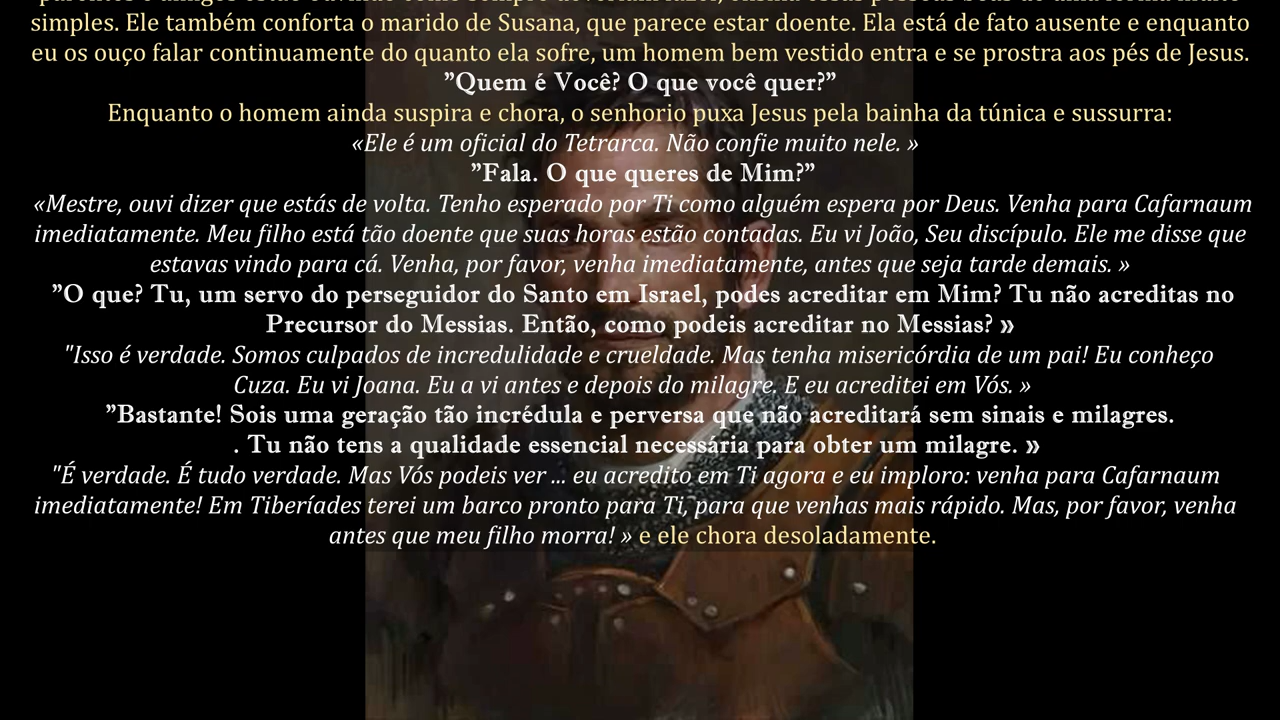 simples. Ele também conforta o marido de Susana, que parece estar doente. Ela está de fato ausente e enquanto
eu os ouço falar continuamente do quanto ela sofre, um homem bem vestido entra e se prostra aos pés de Jesus.
”Quem é Você? O que você quer?”
Enquanto o homem ainda suspira e chora, o senhorio puxa Jesus pela bainha da túnica e sussurra:
«Ele é um oficial do Tetrarca. Não confie muito nele. »
”Fala. O que queres de Mim?”
«Mestre, ouvi dizer que estás de volta. Tenho esperado por Ti como alguém espera por Deus. Venha para Cafarnaum
imediatamente. Meu filho está tão doente que suas horas estão contadas. Eu vi João, Seu discípulo. Ele me disse que
estavas vindo para cá. Venha, por favor, venha imediatamente, antes que seja tarde demais. »
”O que? Tu, um servo do perseguidor do Santo em Israel, podes acreditar em Mim? Tu não acreditas no
Precursor do Messias. Então, como podeis acreditar no Messias? »
"Isso é verdade. Somos culpados de incredulidade e crueldade. Mas tenha misericórdia de um pai! Eu conheço
Cuza. Eu vi Joana. Eu a vi antes e depois do milagre. E eu acreditei em Vós. »
”Bastante! Sois uma geração tão incrédula e perversa que não acreditará sem sinais e milagres.
. Tu não tens a qualidade essencial necessária para obter um milagre. »
"É verdade. É tudo verdade. Mas Vós podeis ver ... eu acredito em Ti agora e eu imploro: venha para Cafarnaum
imediatamente! Em Tiberíades terei um barco pronto para Ti, para que venhas mais rápido. Mas, por favor, venha
antes que meu filho morra! » e ele chora desoladamente.